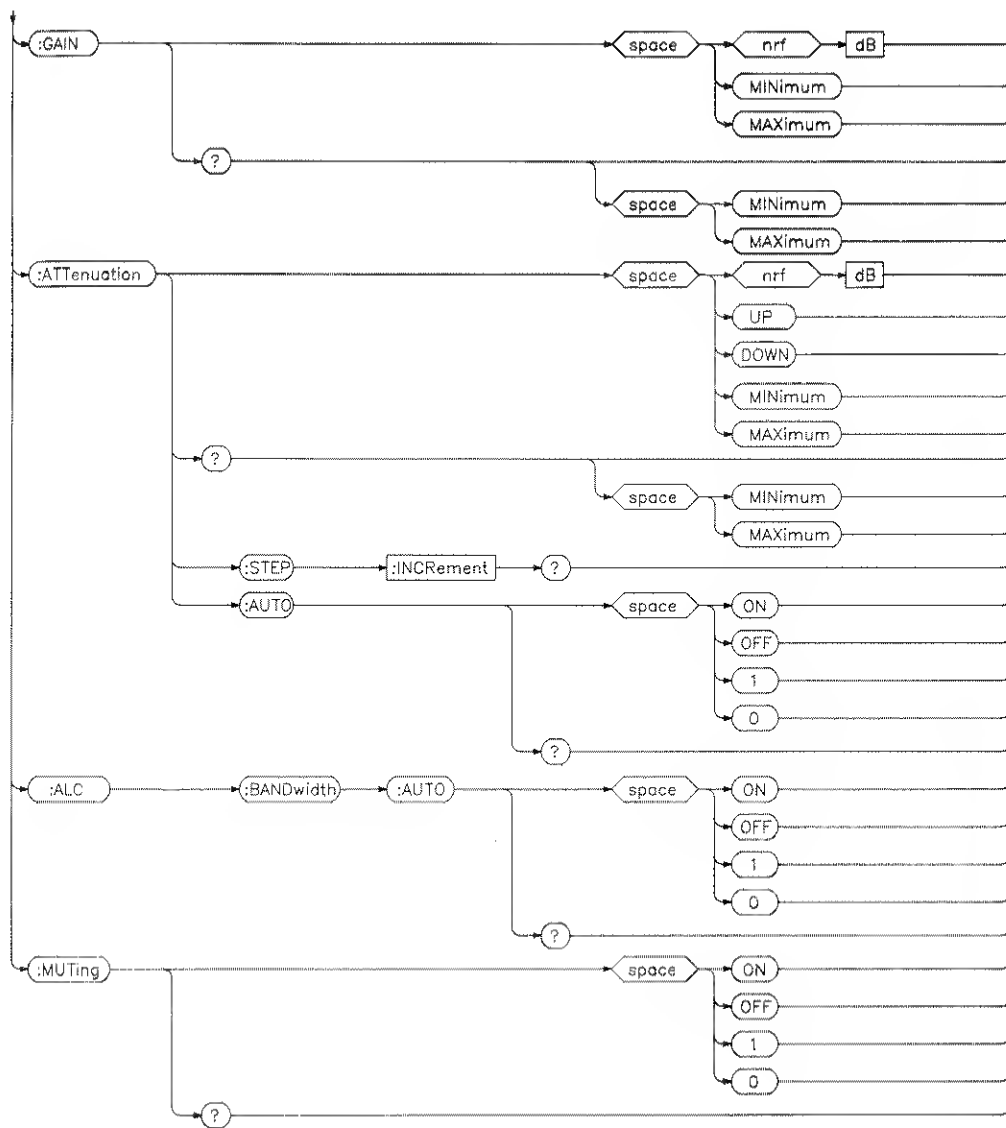 :GAIN space nrf dB
MINimum
MAXimum
?
space MINimum
MAXimum
:ATTenuation space nrf dB
UP
DOWN
MINimum
MAXimum
?
space MINimum
MAXimum
:STEP :INCRement ?
:AUTO space ON
OFF
1
0
?
:ALC :BANDwidth :AUTO space ON
OFF
1
0
?
:MUTing space ON
OFF
1
0
?